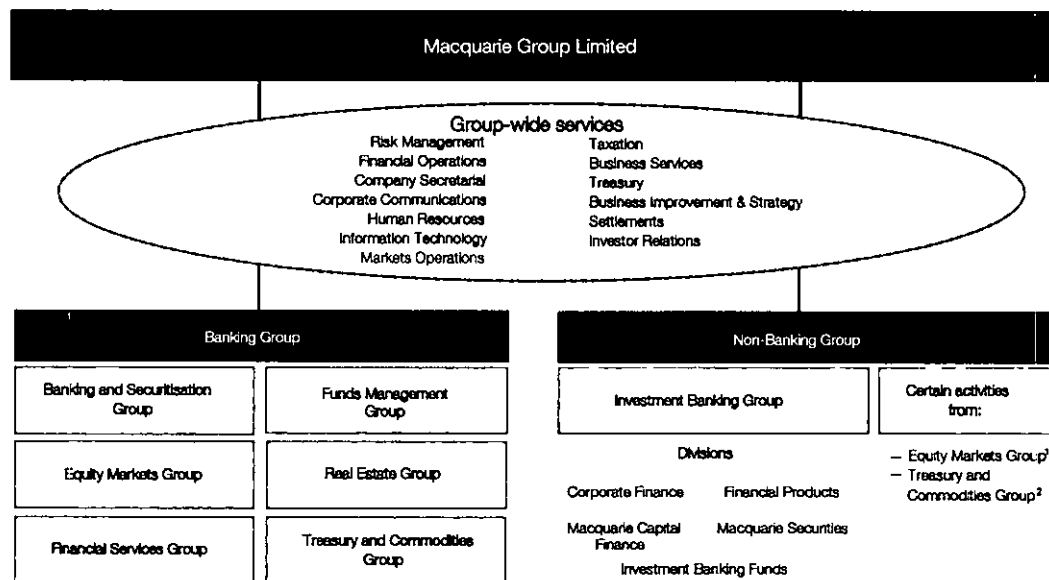 Macquarie Group Limited
Group-wide services
Risk Management
Financial Operations
Company Secretarial
Corporate Communications
Human Resources
Information Technology
Markets Operations
Taxation
Business Services
Treasury
Business Improvement & Strategy
Settlements
Investor Relations
Banking Group
Banking and Securitisation
Group
Funds Management
Group
Equity Markets Group
Real Estate Group
Financial Services Group
Treasury and Commodities
Group
Non-Banking Group
Investment Banking Group
Divisions
Corporate Finance
Financial Products
Macquarie Capital
Finance
Macquarie Securities
Investment Banking Funds
Certain activities
from:
— Equity Markets Group¹
— Treasury and
Commodities Group²